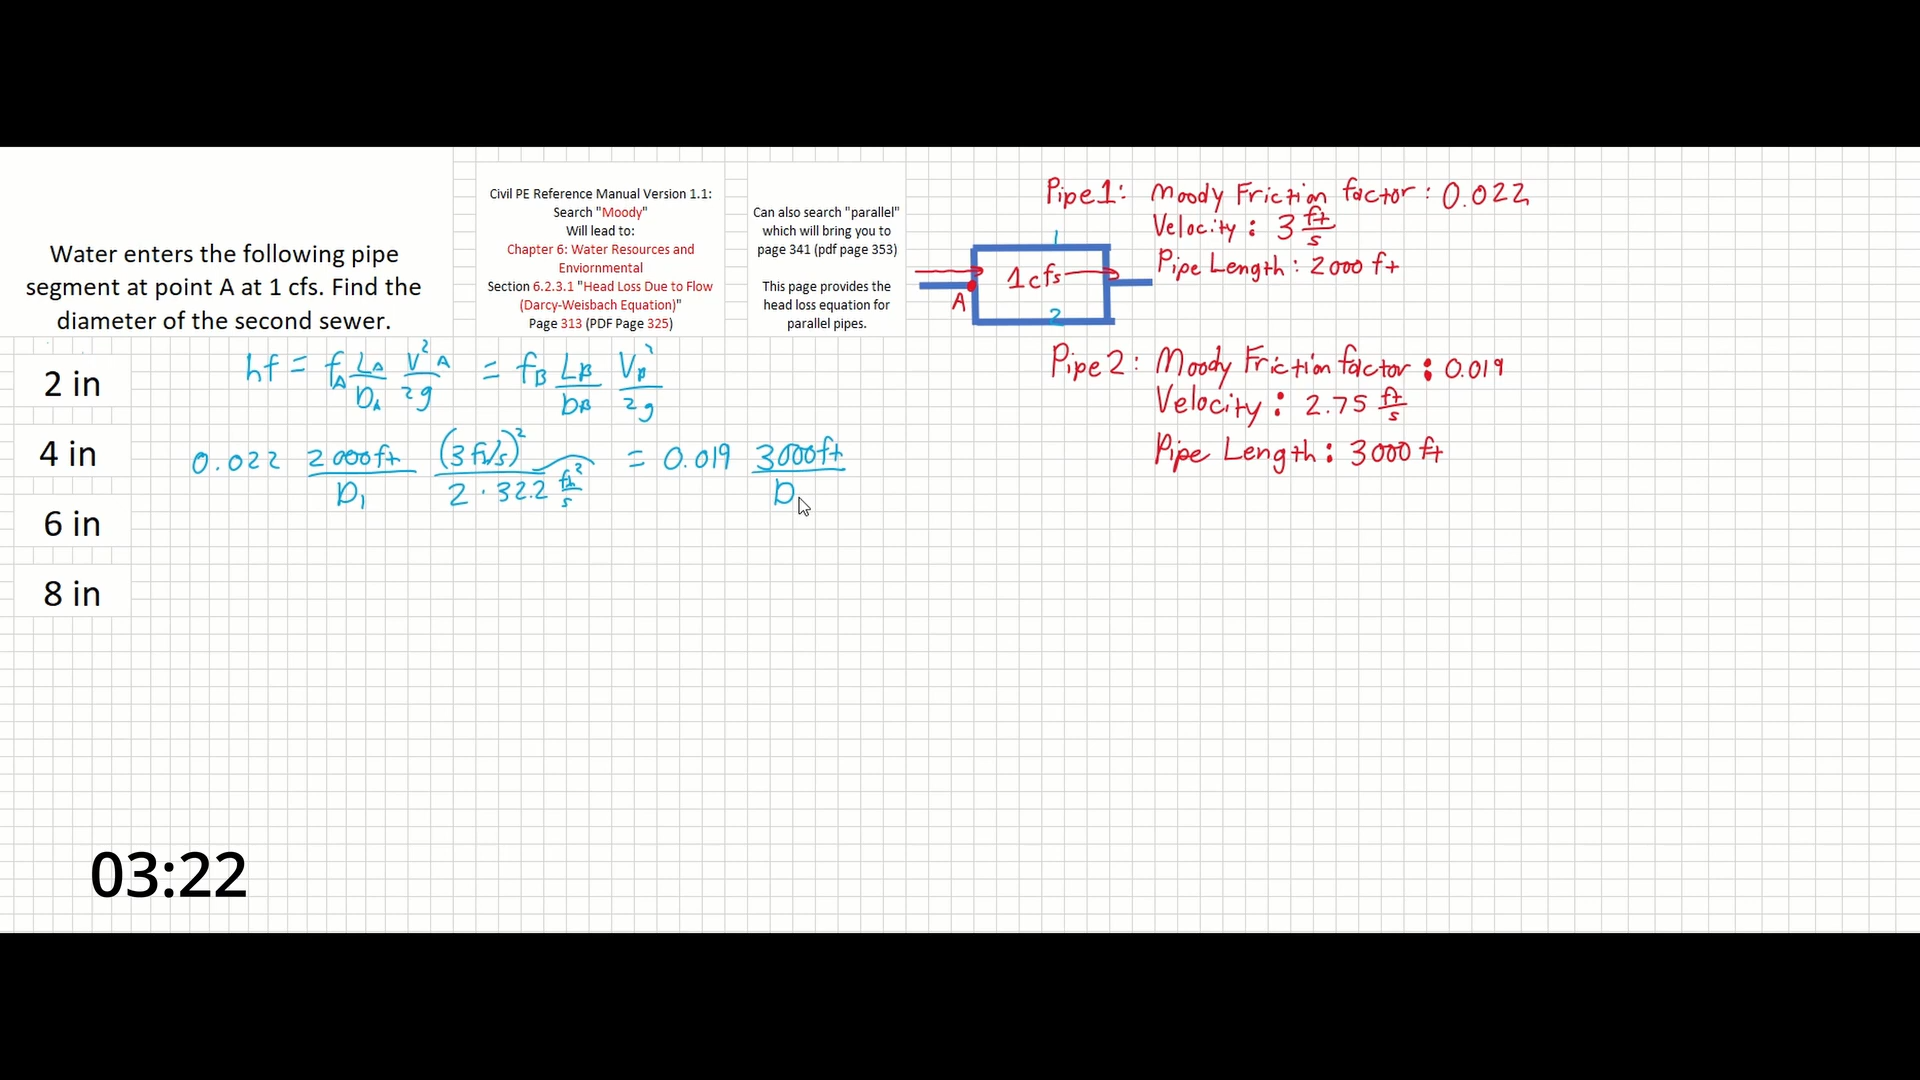 Water enters the following pipe
segment at point A at 1 cfs. Find the
diameter of the second sewer.
2 in
4 in
6 in
8 in
03:22
Civil PE Reference Manual Version 1.1:
Search "Moody"
Will lead to:
Chapter 6: Water Resources and
Enviornmental
Section 6.2.3.1 "Head Loss Due to Flow
(Darcy-Weisbach Equation)"
Page 313 (PDF Page 325)
Can also search "parallel"
which will bring you to
page 341 (pdf page 353)
This page provides the
head loss equation for
parallel pipes.
1
1 cfs
A
2
Pipe 1: Moody Friction factor: 0.022
Velocity: 3 ft/s
Pipe Length: 2000 ft
Pipe 2: Moody Friction factor: 0.019
Velocity: 2.75 ft/s
Pipe Length: 3000 ft
hf = fA LA/DA V²A/2g = fB LB/DB VB²/2g
0.022 2000ft/D1 (3ft/s)²/2·32.2 ft²/s = 0.019 3000ft/D